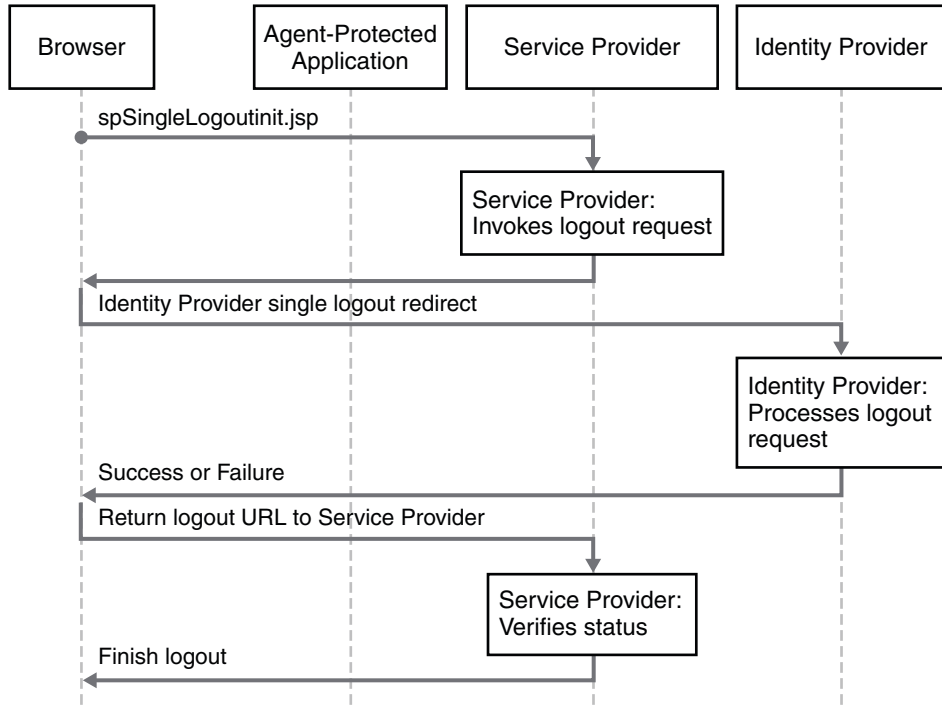 Browser
Agent-Protected
Application
Service Provider
Identity Provider
spSingleLogoutinit.jsp
Service Provider:
Invokes logout request
Identity Provider single logout redirect
Identity Provider:
Processes logout
request
Success or Failure
Return logout URL to Service Provider
Service Provider:
Verifies status
Finish logout